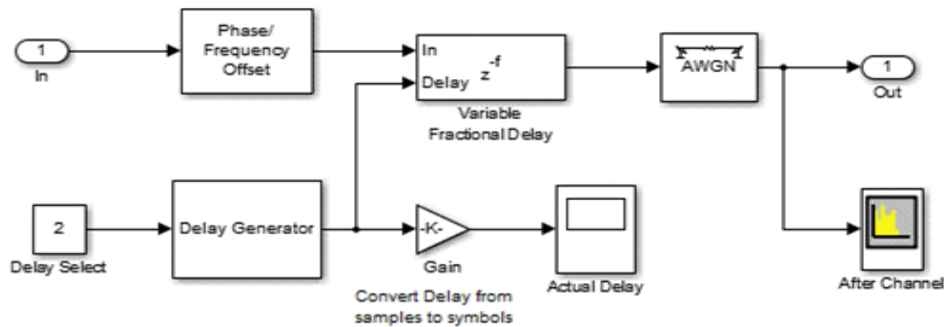 1
In
Phase/
Frequency
Offset
In
Delay
z
-f
Variable
Fractional Delay
AWGN
1
Out
2
Delay Select
Delay Generator
-K-
Gain
Convert Delay from
samples to symbols
Actual Delay
After Channel